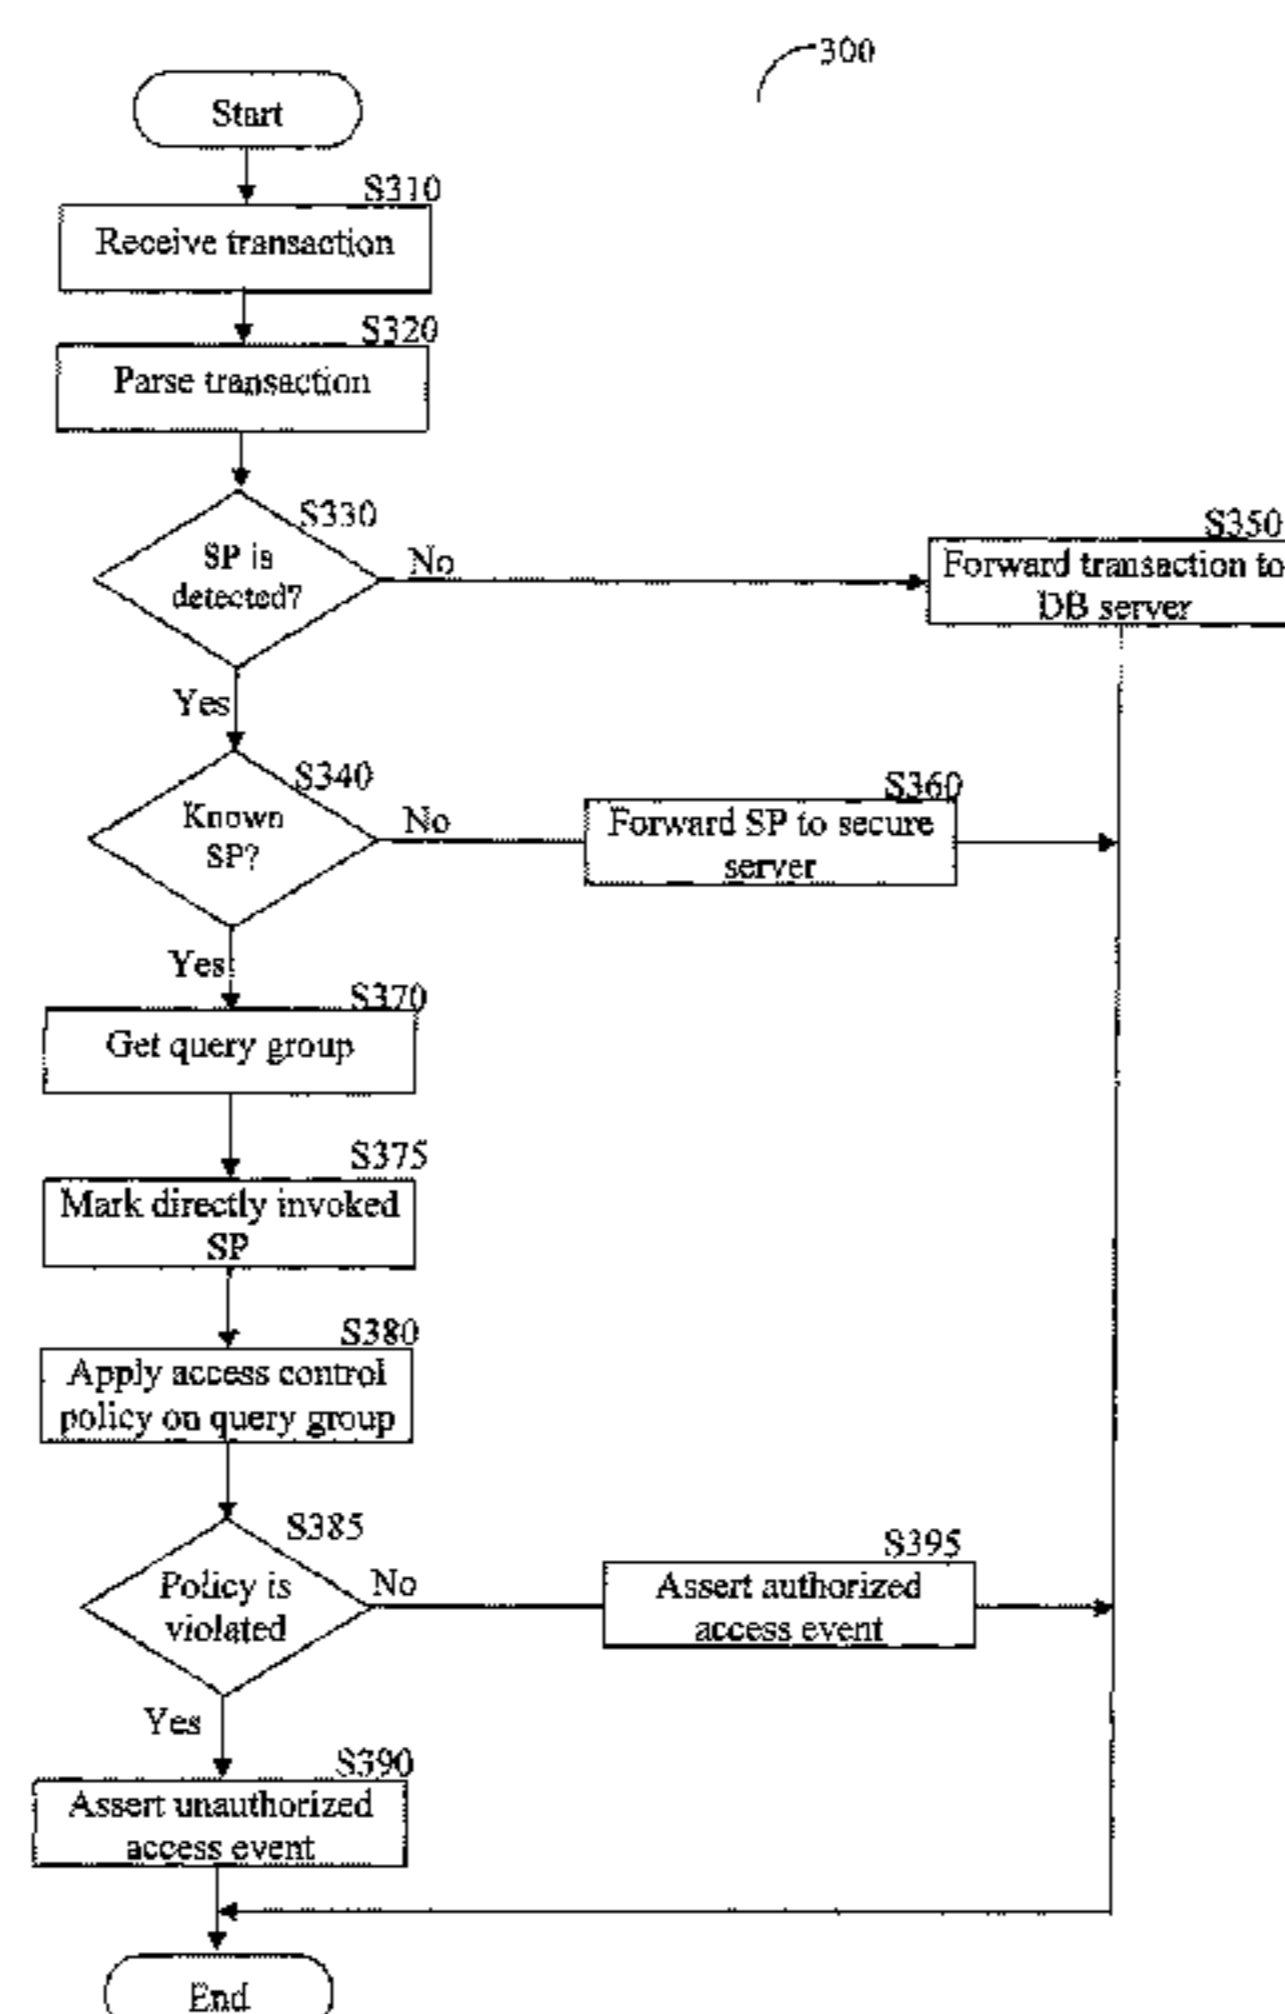 300
Start
S310
Receive transaction
S320
Parse transaction
S330
SP is
detected?
No
S350
Forward transaction to
DB server
Yes
S340
Known
SP?
No
S360
Forward SP to secure
server
Yes
S370
Get query group
S375
Mark directly invoked
SP
S380
Apply access control
policy on query group
S385
Policy is
violated
No
S395
Assert authorized
access event
Yes
S390
Assert unauthorized
access event
End